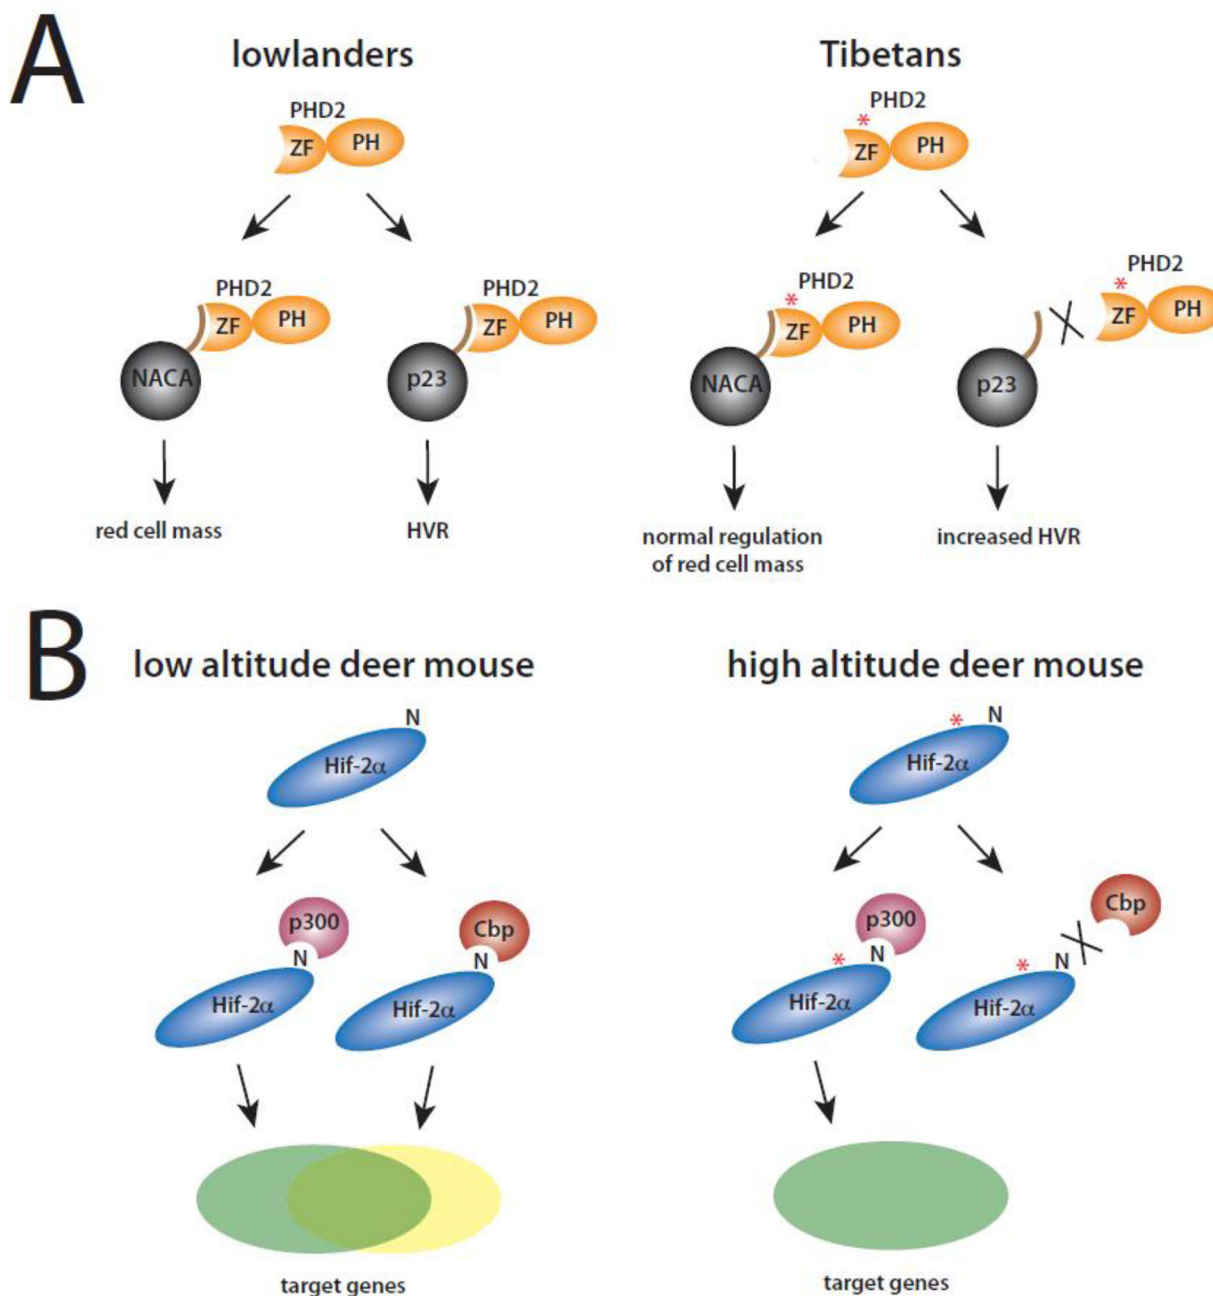 A
lowlanders
Tibetans
PHD2
ZF
PH
PHD2
*
ZF
PH
PHD2
ZF
PH
NACA
PHD2
ZF
PH
p23
PHD2
*
ZF
PH
NACA
PHD2
*
ZF
PH
p23
red cell mass
HVR
normal regulation
of red cell mass
increased HVR
B
low altitude deer mouse
high altitude deer mouse
N
Hif-2α
* N
Hif-2α
p300
N
Hif-2α
Cbp
N
Hif-2α
p300
* N
Hif-2α
Cbp
* N
Hif-2α
target genes
target genes